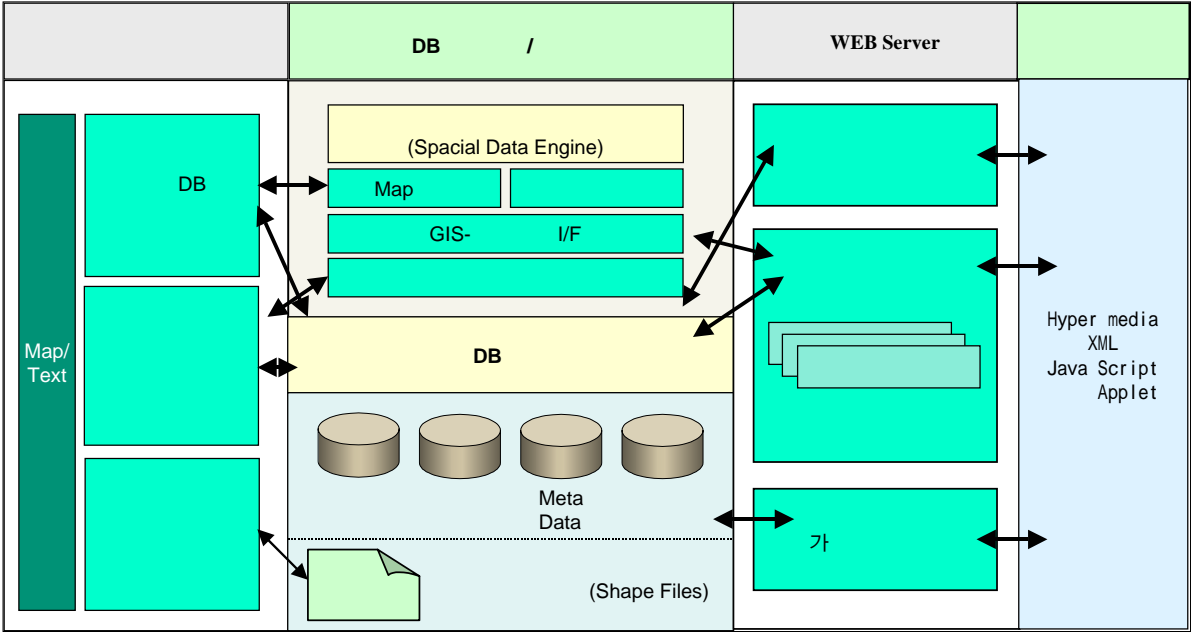 DB /
WEB Server
Map/
Text
DB
(Spacial Data Engine)
Map
GIS- I/F
DB
Meta
Data
(Shape Files)
가
Hyper media
XML
Java Script
Applet